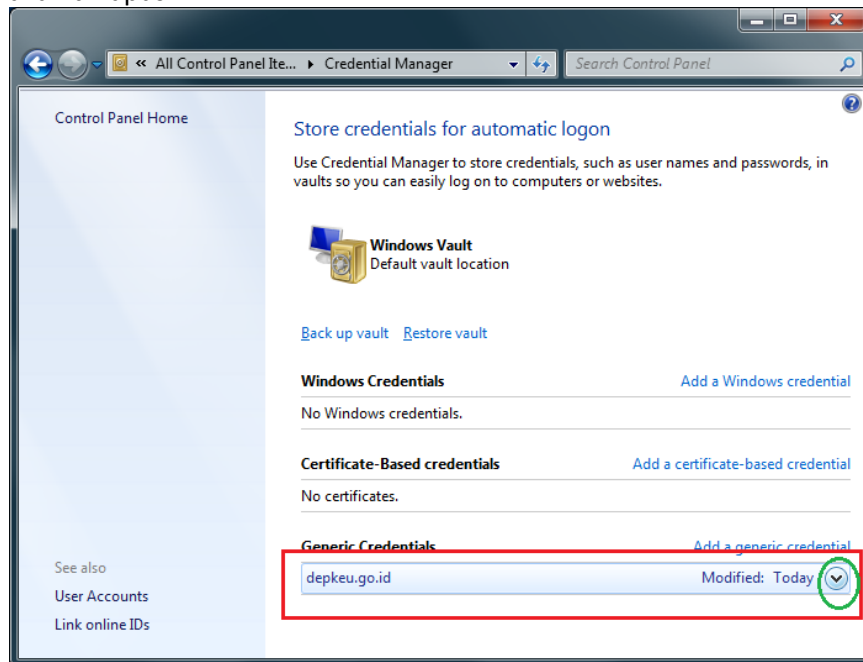 « All Control Panel Ite... ▸ Credential Manager
Search Control Panel
Control Panel Home
Store credentials for automatic logon
Use Credential Manager to store credentials, such as user names and passwords, in
vaults so you can easily log on to computers or websites.
Windows Vault
Default vault location
Back up vault Restore vault
Windows Credentials Add a Windows credential
No Windows credentials.
Certificate-Based credentials Add a certificate-based credential
No certificates.
Generic Credentials Add a generic credential
depkeu.go.id Modified: Today
See also
User Accounts
Link online IDs